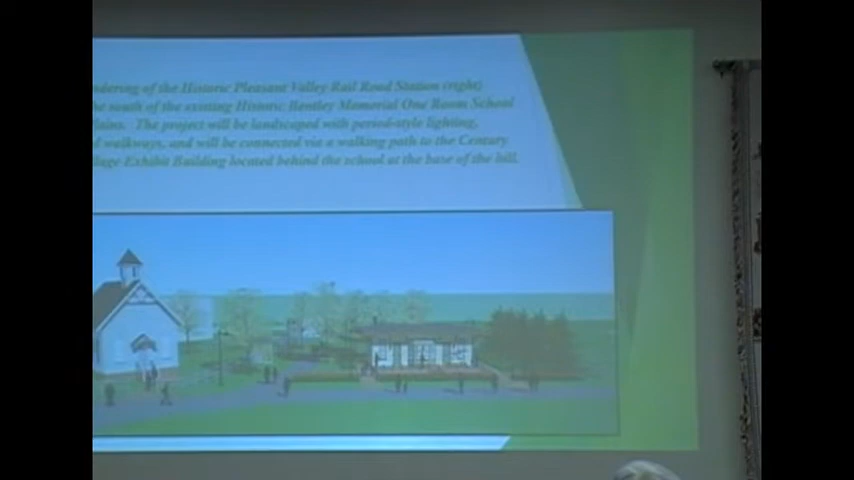 ndering of the Historic Pleasant Valley Rail Road Station (right)
he south of the existing Historic Bentley Memorial One Room School
lains. The project will be landscaped with period-style lighting,
d walkways, and will be connected via a walking path to the Century
llage Exhibit Building located behind the school at the base of the hill.